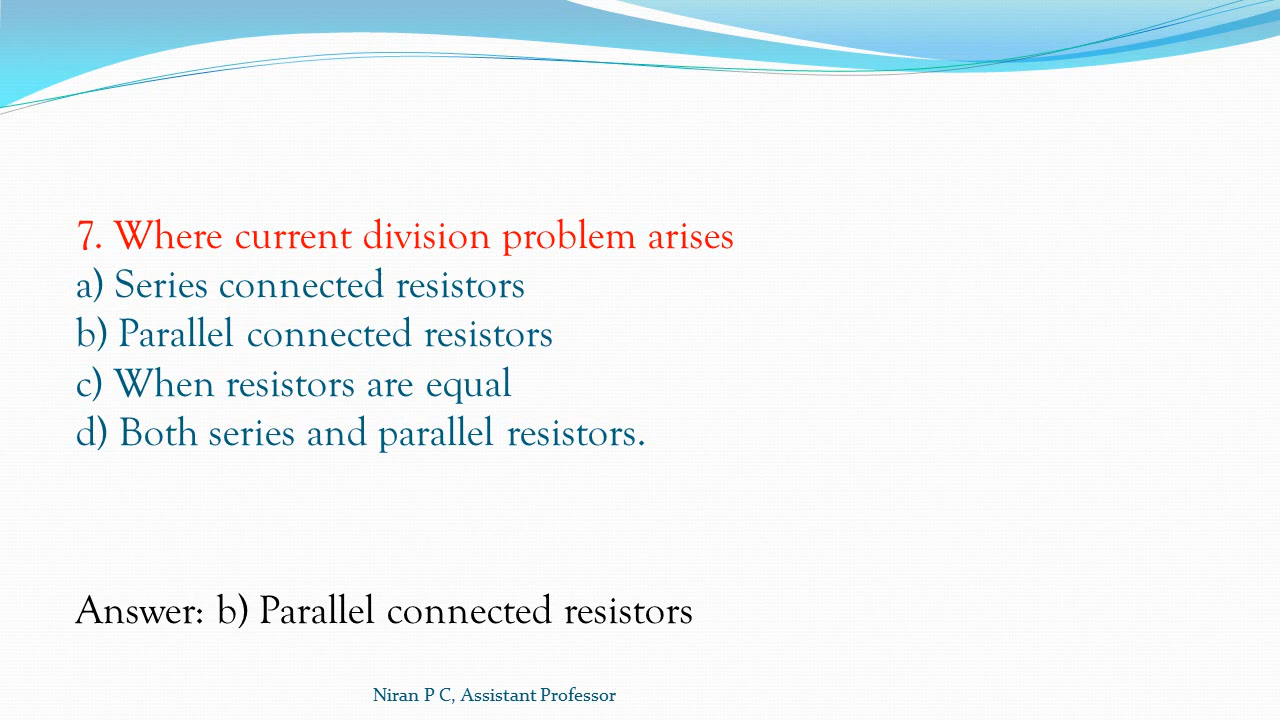 7. Where current division problem arises
a) Series connected resistors
b) Parallel connected resistors
c) When resistors are equal
d) Both series and parallel resistors.
Answer: b) Parallel connected resistors
Niran P C, Assistant Professor